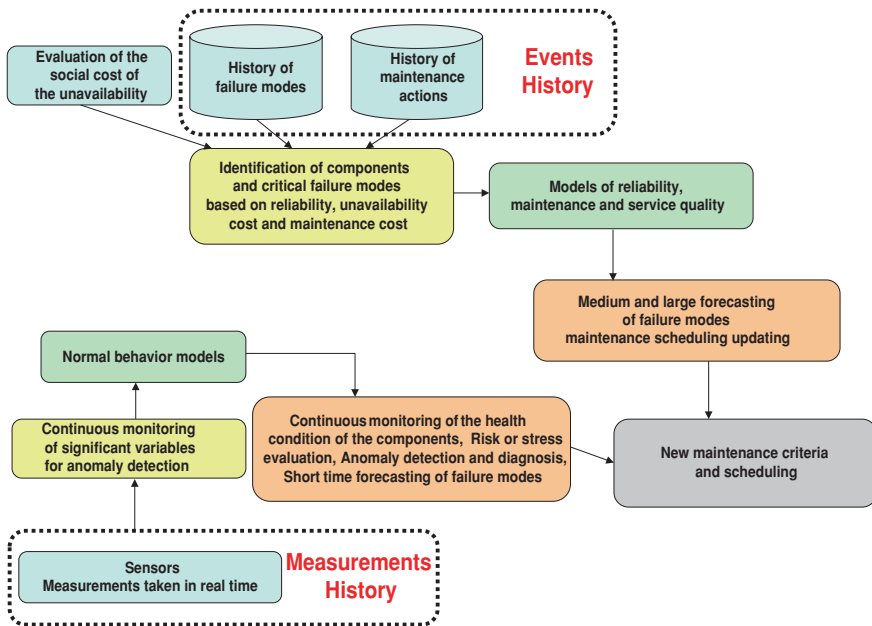 Evaluation of the
social cost of
the unavailability
History of
failure modes
History of
maintenance
actions
Events
History
Identification of components
and critical failure modes
based on reliability, unavailability
cost and maintenance cost
Models of reliability,
maintenance and service quality
Medium and large forecasting
of failure modes
maintenance scheduling updating
Normal behavior models
Continuous monitoring
of significant variables
for anomaly detection
Continuous monitoring of the health
condition of the components, Risk or stress
evaluation, Anomaly detection and diagnosis,
Short time forecasting of failure modes
New maintenance criteria
and scheduling
Sensors
Measurements taken in real time
Measurements
History